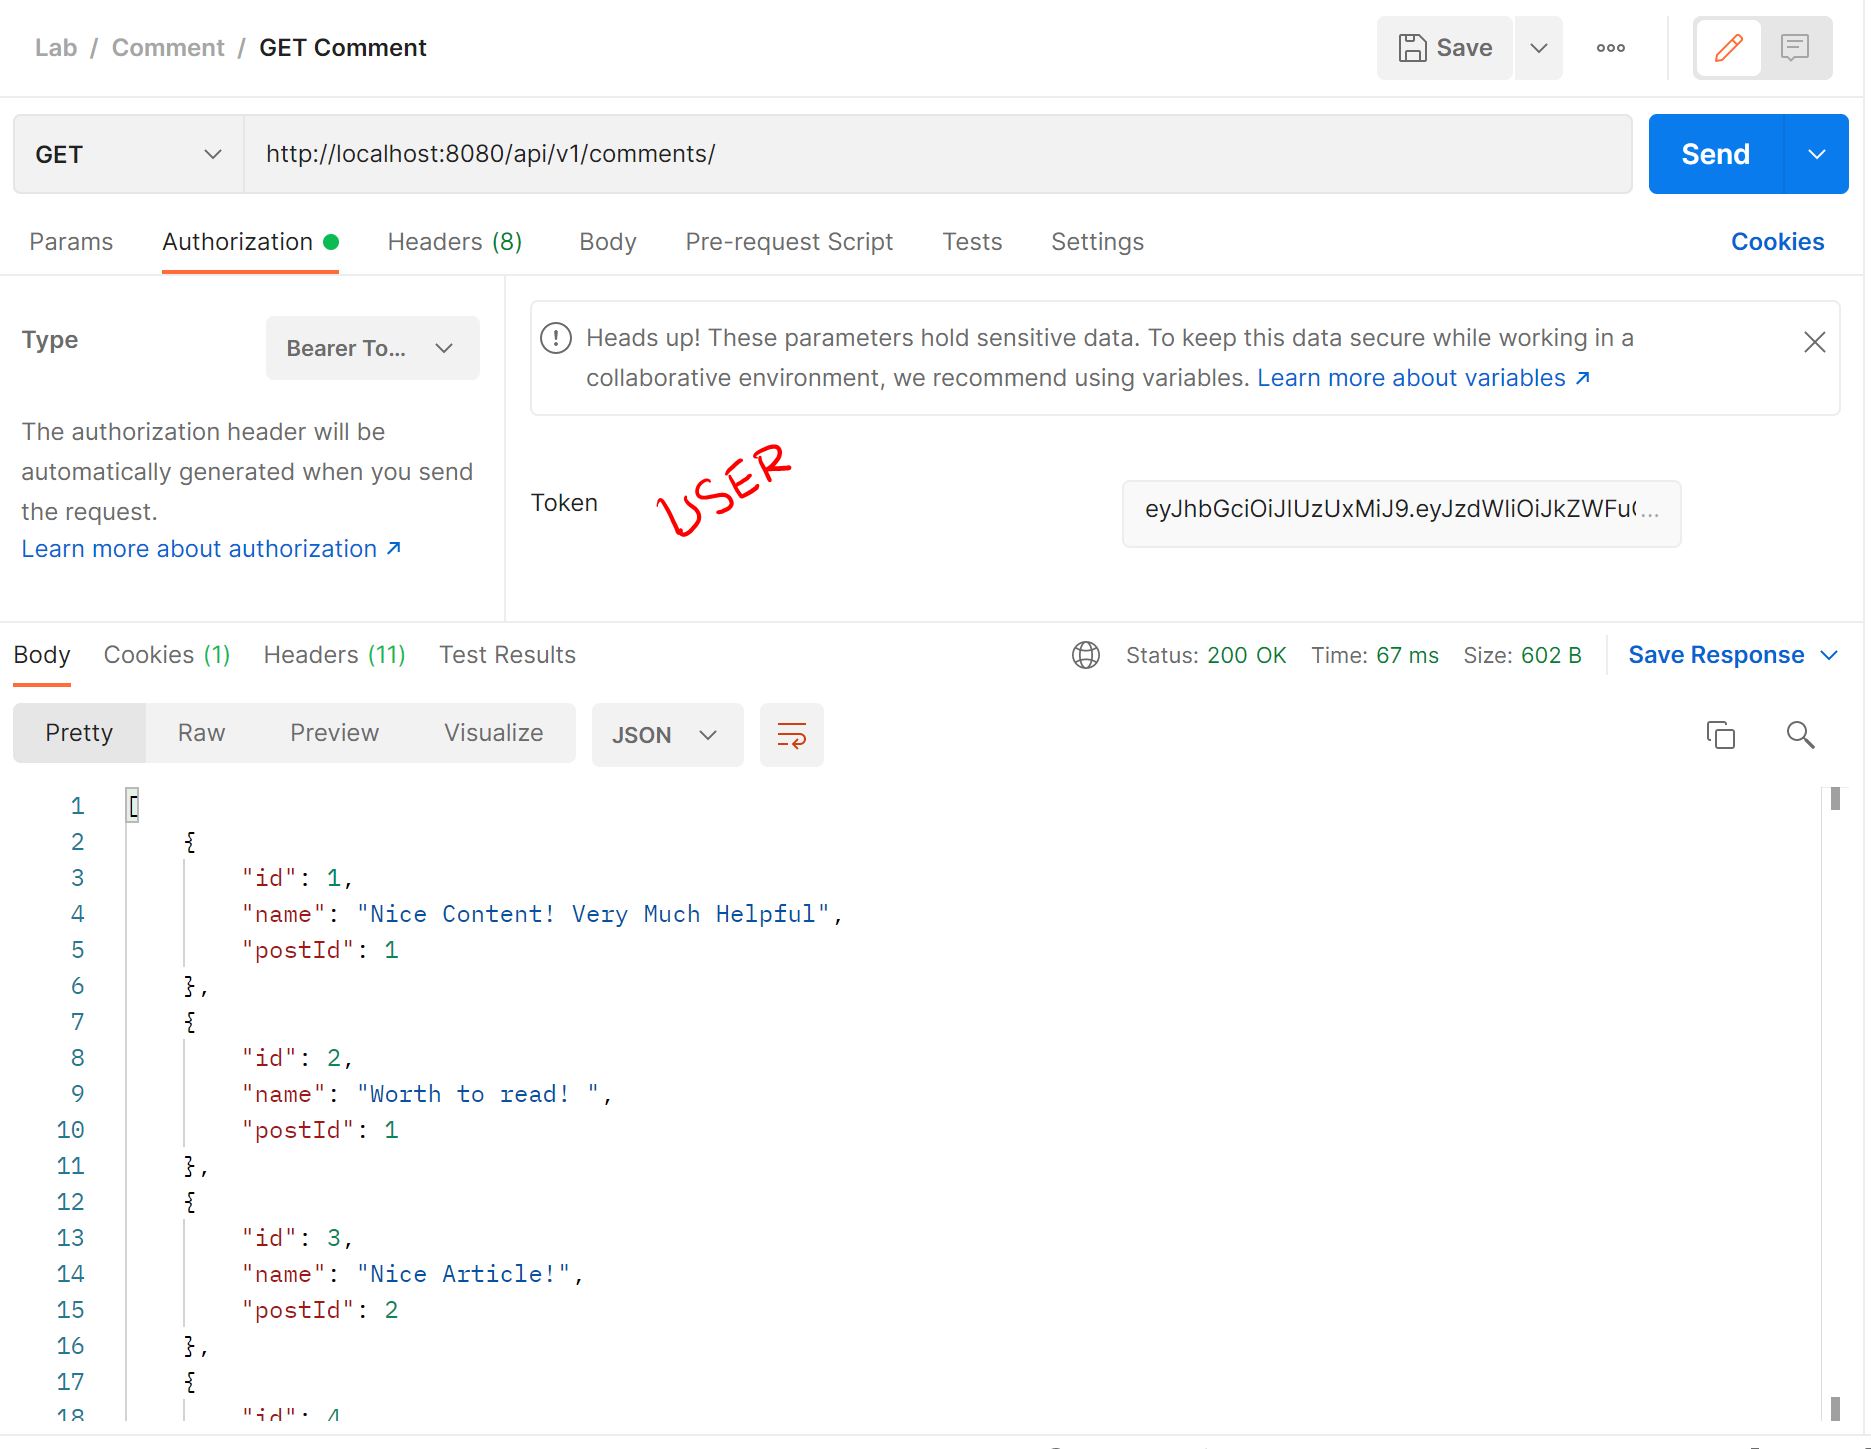 Lab / Comment / GET Comment
Save
GET http://localhost:8080/api/v1/comments/ Send
Params Authorization Headers (8) Body Pre-request Script Tests Settings Cookies
Type Bearer To...
The authorization header will be
automatically generated when you send
the request.
Learn more about authorization ↗
Heads up! These parameters hold sensitive data. To keep this data secure while working in a
collaborative environment, we recommend using variables. Learn more about variables ↗
USER
Token eyJhbGciOiJIUzUxMiJ9.eyJzdWIiOiJkZWFu...
Body Cookies (1) Headers (11) Test Results Status: 200 OK Time: 67 ms Size: 602 B Save Response
Pretty Raw Preview Visualize JSON
1 [
2 {
3 "id": 1,
4 "name": "Nice Content! Very Much Helpful",
5 "postId": 1
6 },
7 {
8 "id": 2,
9 "name": "Worth to read! ",
10 "postId": 1
11 },
12 {
13 "id": 3,
14 "name": "Nice Article!",
15 "postId": 2
16 },
17 {
18 "id": 4